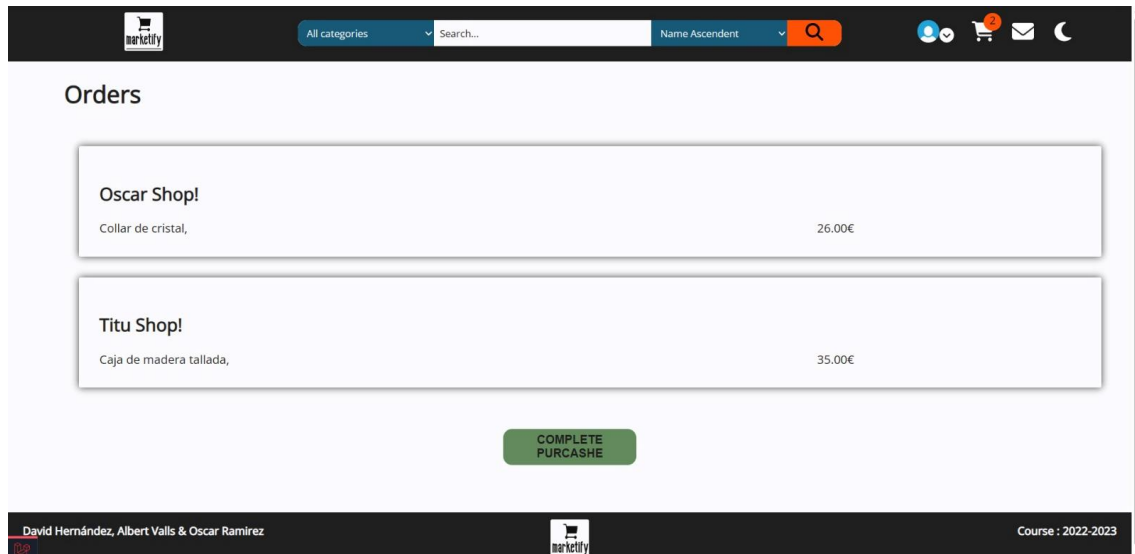 marketify
All categories
Search...
Name Ascendent
2
Orders
Oscar Shop!
Collar de cristal,
26.00€
Titu Shop!
Caja de madera tallada,
35.00€
COMPLETE
PURCASHE
David Hernández, Albert Valls & Oscar Ramirez
marketify
Course : 2022-2023